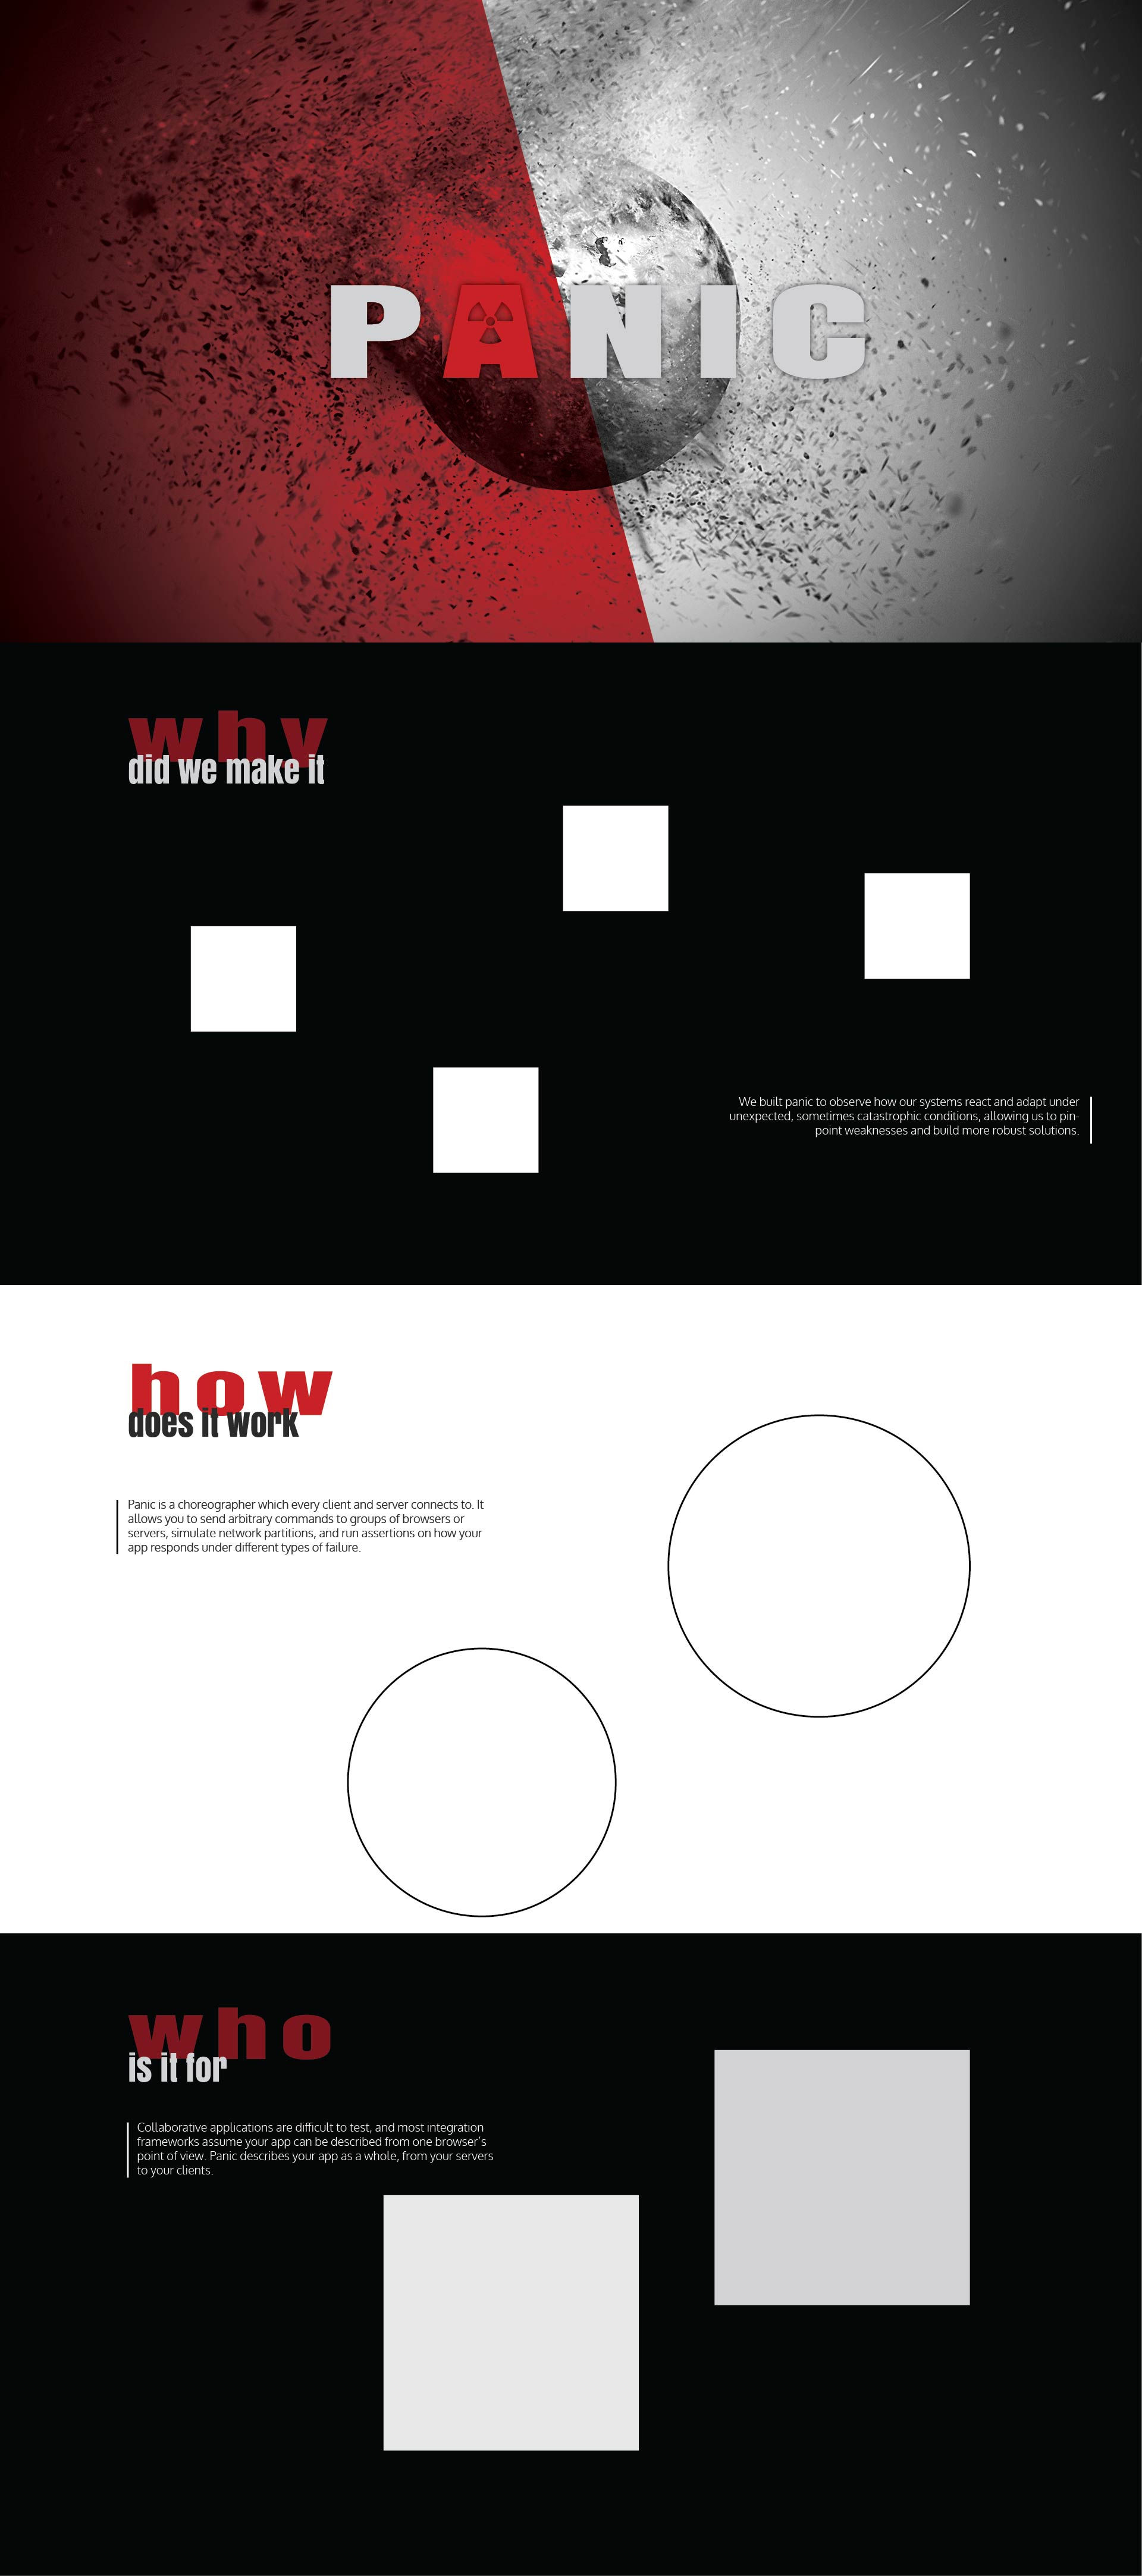 PANIC
why
did we make it
We built panic to observe how our systems react and adapt under
unexpected, sometimes catastrophic conditions, allowing us to pin-
point weaknesses and build more robust solutions.
how
does it work
Panic is a choreographer which every client and server connects to. It
allows you to send arbitrary commands to groups of browsers or
servers, simulate network partitions, and run assertions on how your
app responds under different types of failure.
who
is it for
Collaborative applications are difficult to test, and most integration
frameworks assume your app can be described from one browser's
point of view. Panic describes your app as a whole, from your servers
to your clients.